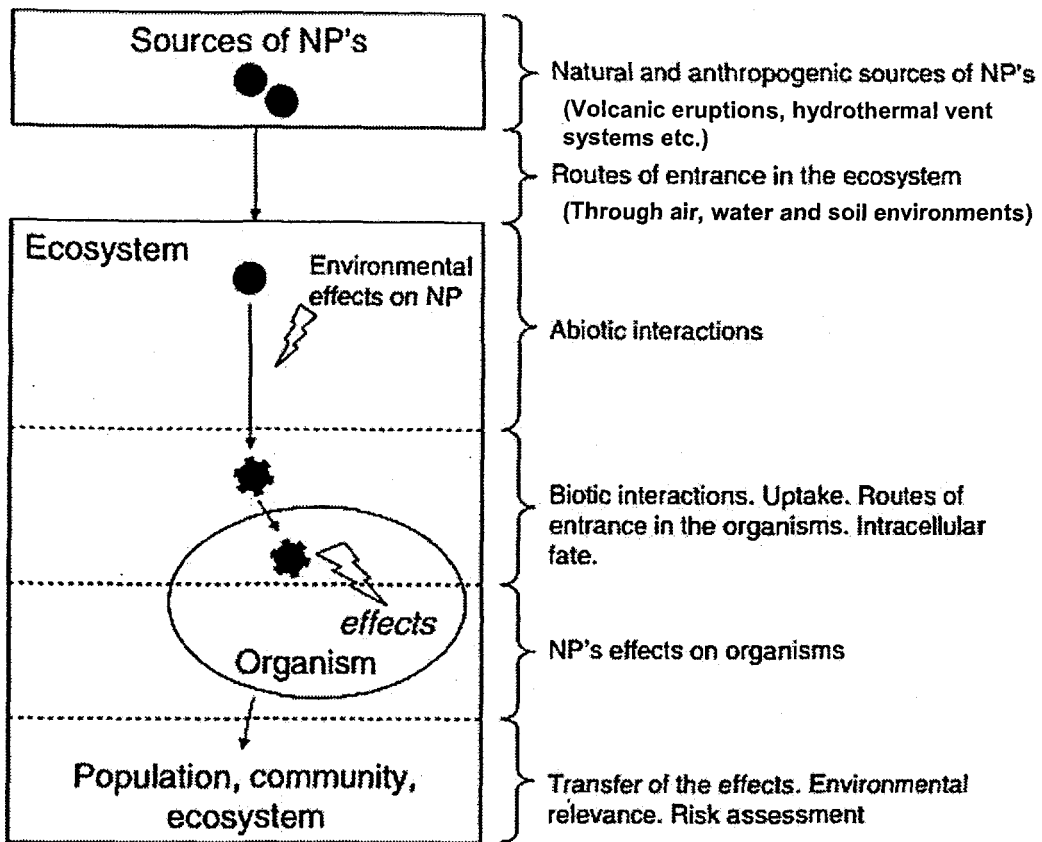 Sources of NP's
Natural and anthropogenic sources of NP's
(Volcanic eruptions, hydrothermal vent
systems etc.)
Routes of entrance in the ecosystem
(Through air, water and soil environments)
Ecosystem
Environmental
effects on NP
Abiotic interactions
Biotic interactions. Uptake. Routes of
entrance in the organisms. Intracellular
fate.
effects
Organism
NP's effects on organisms
Population, community,
ecosystem
Transfer of the effects. Environmental
relevance. Risk assessment